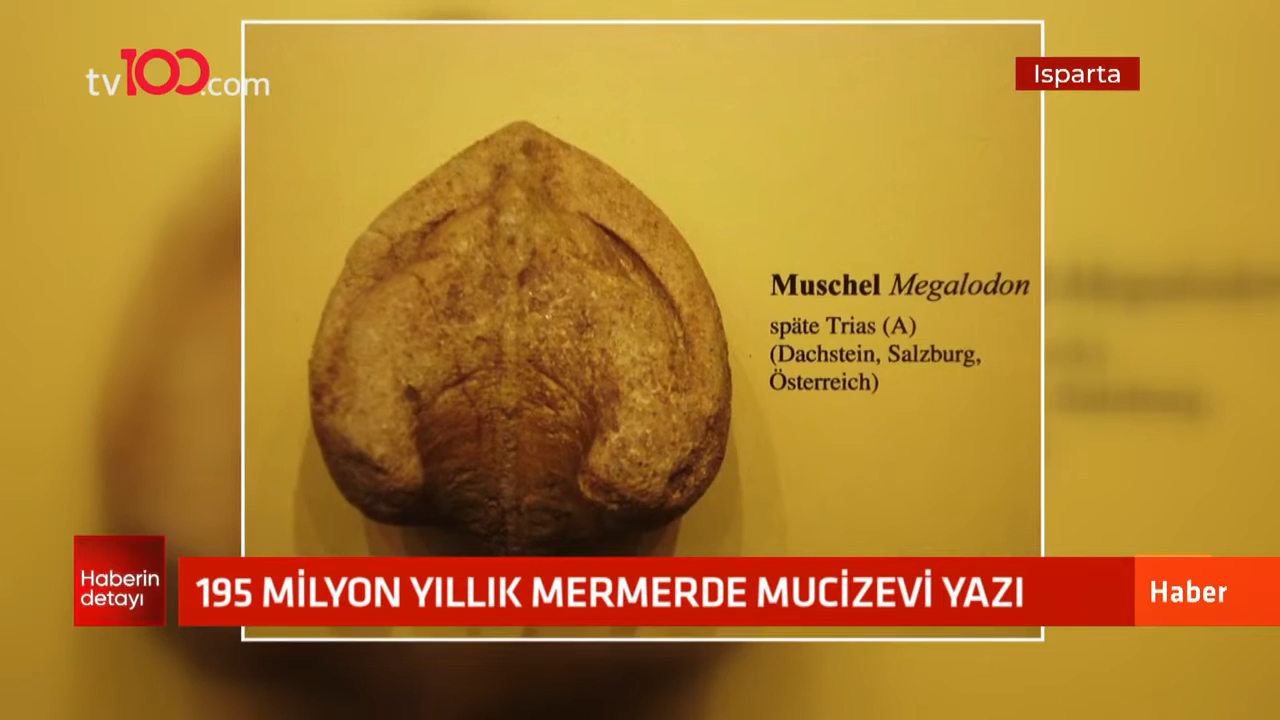 tv100.com
Isparta
Muschel Megalodon
späte Trias (A)
(Dachstein, Salzburg,
Österreich)
Haberin
detayı
195 MİLYON YILLIK MERMERDE MUCİZEVİ YAZI
Haber